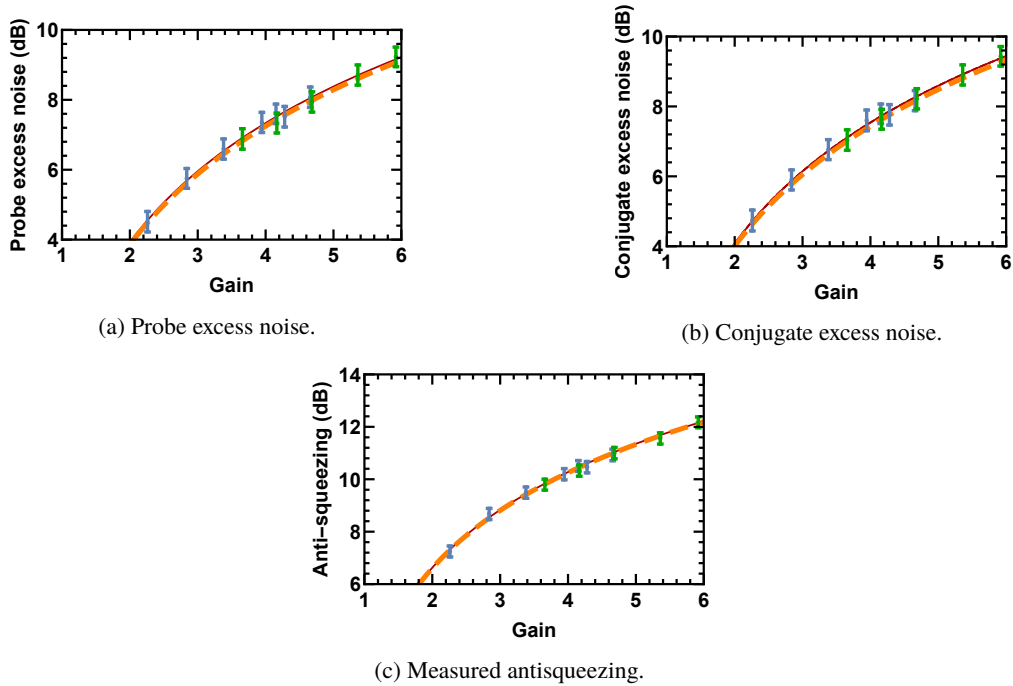 Probe excess noise (dB)
10
8
6
4
1 2 3 4 5 6
Gain
(a) Probe excess noise.
Conjugate excess noise (dB)
10
8
6
4
1 2 3 4 5 6
Gain
(b) Conjugate excess noise.
Anti−squeezing (dB)
14
12
10
8
6
1 2 3 4 5 6
Gain
(c) Measured antisqueezing.